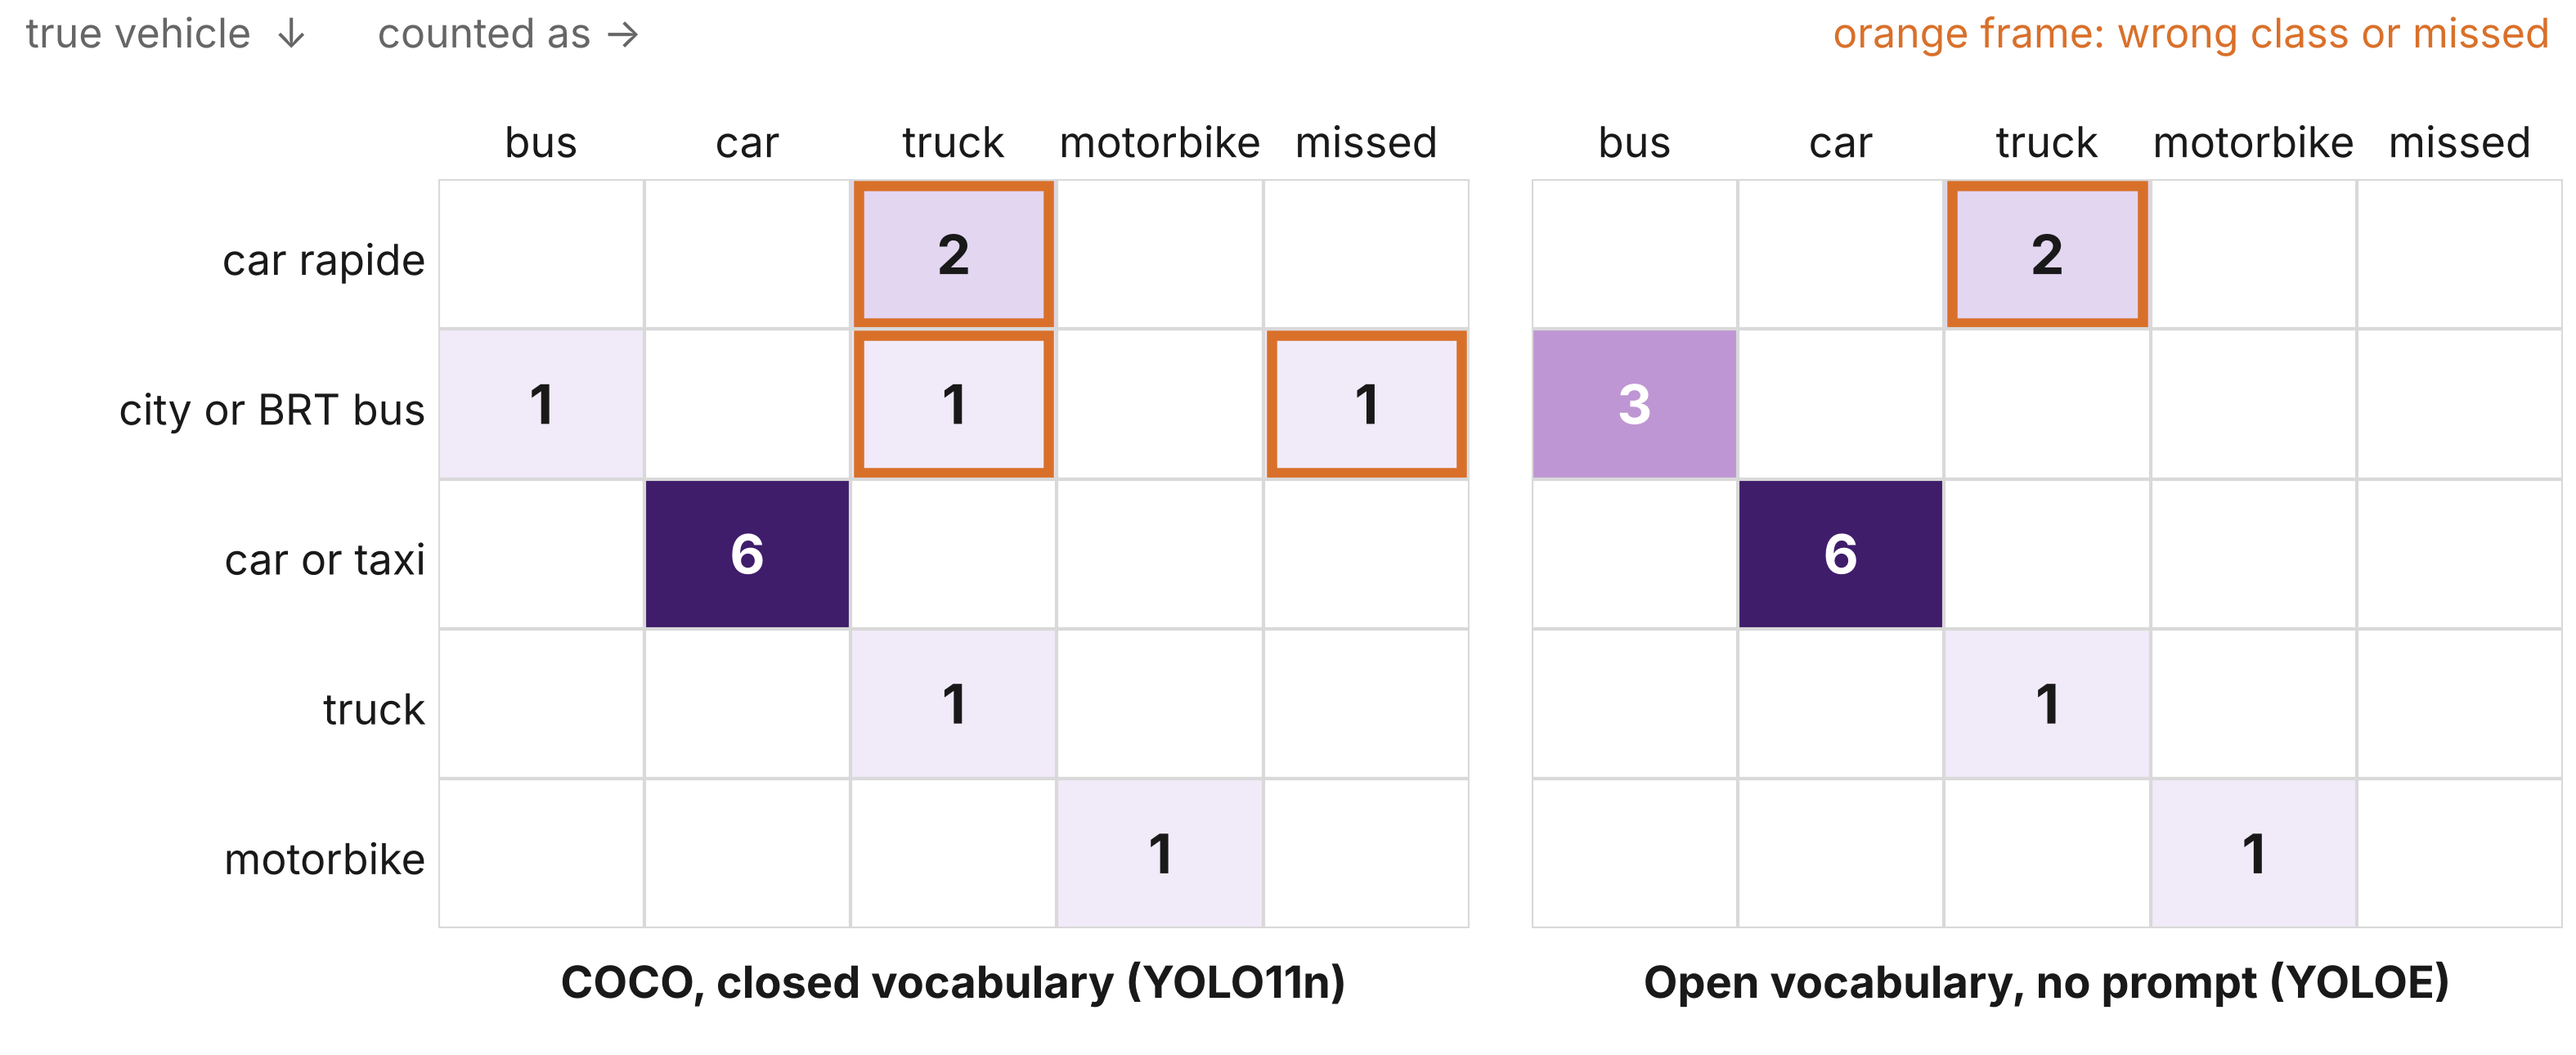 true vehicle ↓ counted as → orange frame: wrong class or missed
bus car truck motorbike missed bus car truck motorbike missed
car rapide 2 2
city or BRT bus 1 1 1 3
car or taxi 6 6
truck 1 1
motorbike 1 1
COCO, closed vocabulary (YOLO11n) Open vocabulary, no prompt (YOLOE)